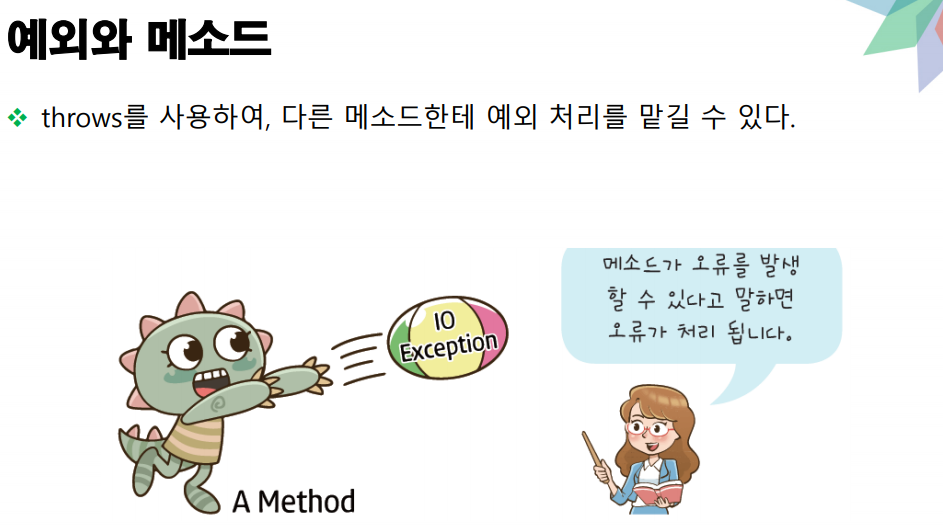 예외와 메소드
throws를 사용하여, 다른 메소드한테 예외 처리를 맡길 수 있다.
메소드가 오류를 발생
할 수 있다고 말하면
오류가 처리 됩니다.
IO
Exception
A Method